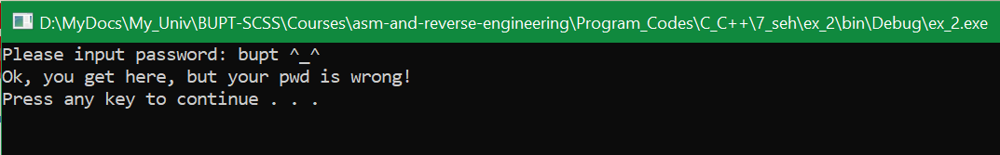 D:\MyDocs\My_Univ\BUPT-SCSS\Courses\asm-and-reverse-engineering\Program_Codes\C_C++\7_seh\ex_2\bin\Debug\ex_2.exe
Please input password: bupt ^_^
Ok, you get here, but your pwd is wrong!
Press any key to continue . . .